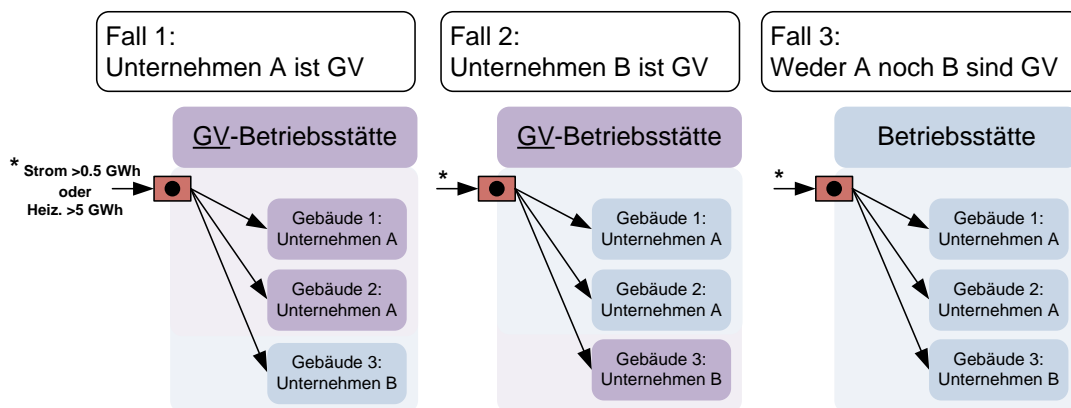 Fall 1:
Unternehmen A ist GV
Fall 2:
Unternehmen B ist GV
Fall 3:
Weder A noch B sind GV
GV-Betriebsstätte
GV-Betriebsstätte
Betriebsstätte
* Strom >0.5 GWh
oder
Heiz. >5 GWh
*
*
Gebäude 1:
Unternehmen A
Gebäude 2:
Unternehmen A
Gebäude 3:
Unternehmen B
Gebäude 1:
Unternehmen A
Gebäude 2:
Unternehmen A
Gebäude 3:
Unternehmen B
Gebäude 1:
Unternehmen A
Gebäude 2:
Unternehmen A
Gebäude 3:
Unternehmen B